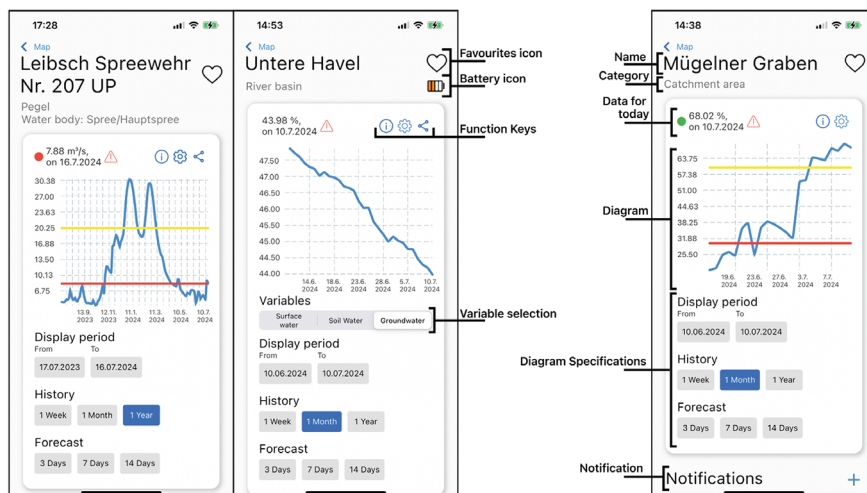 17:28
Map
Leibsch Spreewehr
Nr. 207 UP
Pegel
Water body: Spree/Hauptspree
7.88 m³/s,
on 16.7.2024
30.38
27.00
23.63
20.25
16.88
13.50
10.13
6.75
13.9. 12.11. 11.1. 11.3. 10.5. 10.7.
2023 2023 2024 2024 2024 2024
Display period
From To
17.07.2023 16.07.2024
History
1 Week 1 Month 1 Year
Forecast
3 Days 7 Days 14 Days
14:53
Map
Untere Havel
River basin
43.98 %,
on 10.7.2024
47.50
47.00
46.50
46.00
45.50
45.00
44.50
44.00
14.6. 18.6. 23.6. 28.6. 5.7. 10.7.
2024 2024 2024 2024 2024 2024
Variables
Surface
water
Soil Water
Groundwater
Display period
From To
10.06.2024 10.07.2024
History
1 Week 1 Month 1 Year
Forecast
3 Days 7 Days 14 Days
Favourites icon
Battery icon
Function Keys
Variable selection
Name
Category
Data for
today
Diagram
Diagram Specifications
Notification
14:38
Map
Mügelner Graben
Catchment area
68.02 %,
on 10.7.2024
63.75
57.38
51.00
44.63
38.25
31.88
25.50
19.6. 23.6. 27.6. 3.7. 7.7.
2024 2024 2024 2024 2024
Display period
From To
10.06.2024 10.07.2024
History
1 Week 1 Month 1 Year
Forecast
3 Days 7 Days 14 Days
Notifications